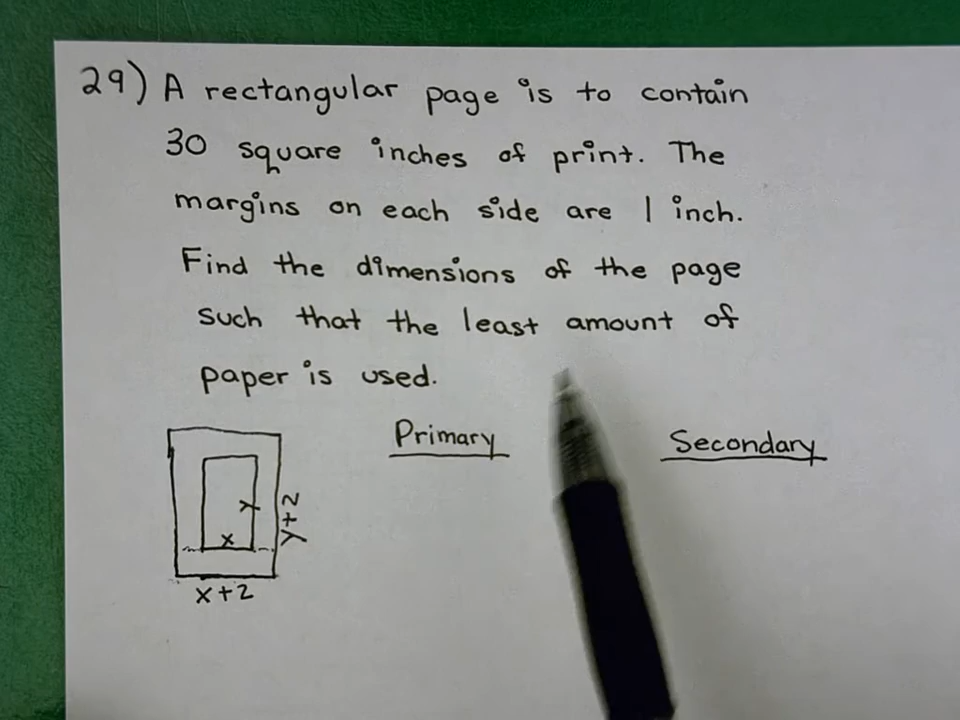 29) A rectangular page is to contain
30 square inches of print. The
margins on each side are 1 inch.
Find the dimensions of the page
such that the least amount of
paper is used.
Primary
Secondary
y
y+2
x
x+2